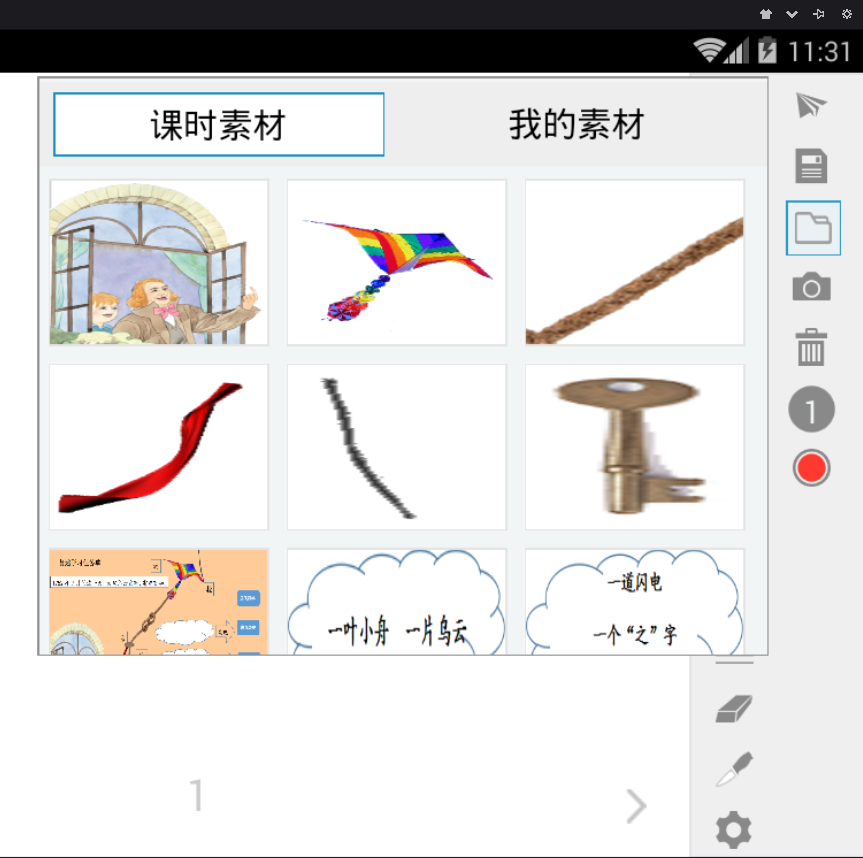 11:31
课时素材 我的素材
1
一道闪电
一叶小舟 一片乌云
一个“之”字
1